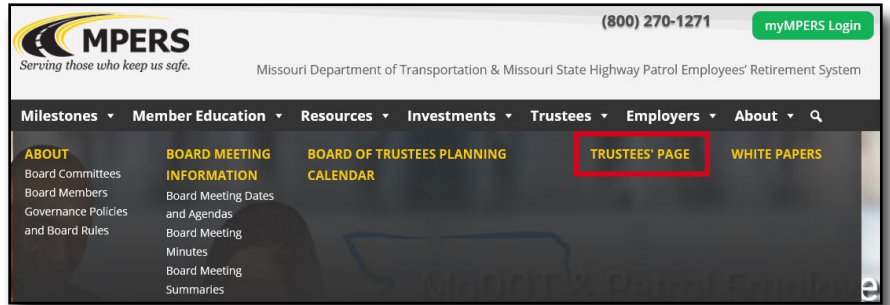 (800) 270-1271
myMPERS Login
MPERS
Serving those who keep us safe.
Missouri Department of Transportation & Missouri State Highway Patrol Employees' Retirement System
Milestones ▾ Member Education ▾ Resources ▾ Investments ▾ Trustees ▾ Employers ▾ About ▾
ABOUT
Board Committees
Board Members
Governance Policies
and Board Rules
BOARD MEETING
INFORMATION
Board Meeting Dates
and Agendas
Board Meeting
Minutes
Board Meeting
Summaries
BOARD OF TRUSTEES PLANNING
CALENDAR
TRUSTEES' PAGE
WHITE PAPERS
MoDOT & Patrol Employe